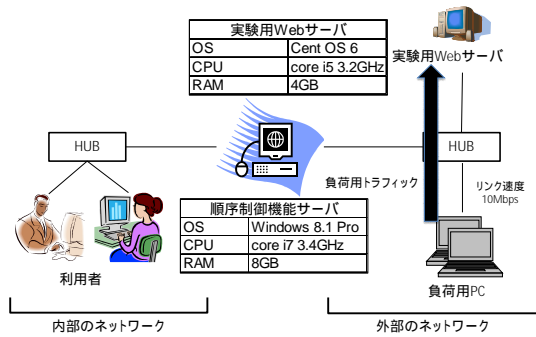 実験用Webサーバ
OS Cent OS 6
CPU core i5 3.2GHz
RAM 4GB
実験用Webサーバ
HUB
HUB
負荷用トラフィック
リンク速度
10Mbps
順序制御機能サーバ
OS Windows 8.1 Pro
CPU core i7 3.4GHz
RAM 8GB
利用者
負荷用PC
内部のネットワーク
外部のネットワーク